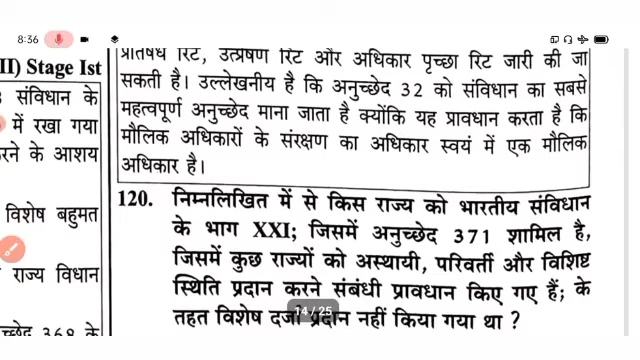 8:36
प्रतिषेध रिट, उत्प्रेषण रिट और अधिकार पृच्छा रिट जारी की जा
II) Stage Ist
सकती है। उल्लेखनीय है कि अनुच्छेद 32 को संविधान का सबसे
संविधान के
महत्वपूर्ण अनुच्छेद माना जाता है क्योंकि यह प्रावधान करता है कि
में रखा गया
मौलिक अधिकारों के संरक्षण का अधिकार स्वयं में एक मौलिक
रने के आशय
अधिकार है।
120. निम्नलिखित में से किस राज्य को भारतीय संविधान
विशेष बहुमत
के भाग XXI; जिसमें अनुच्छेद 371 शामिल है,
जिसमें कुछ राज्यों को अस्थायी, परिवर्ती और विशिष्ट
राज्य विधान
स्थिति प्रदान करने संबंधी प्रावधान किए गए हैं; के
14/25
तहत विशेष दर्जा प्रदान नहीं किया गया था ?
च्छेद 368 के